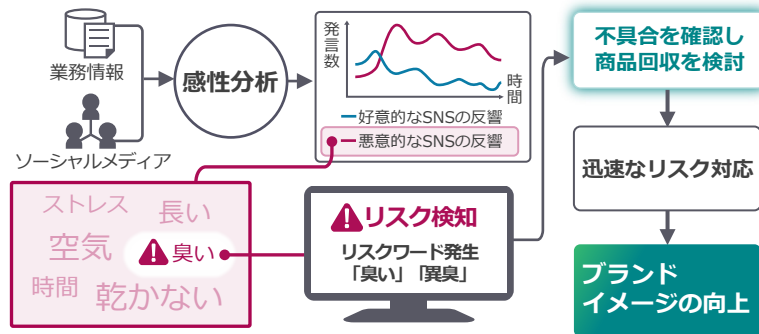 業務情報
ソーシャルメディア
感性分析
発言数
時間
好意的なSNSの反響
悪意的なSNSの反響
ストレス
長い
空気
臭い
時間
乾かない
リスク検知
リスクワード発生
「臭い」「異臭」
不具合を確認し
商品回収を検討
迅速なリスク対応
ブランド
イメージの向上